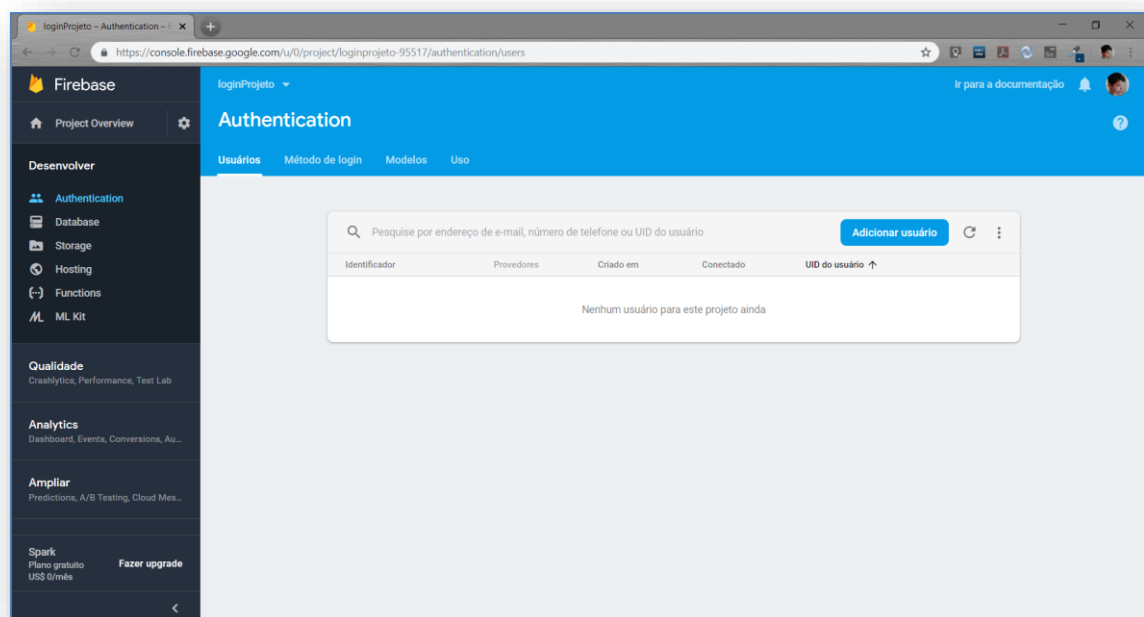 loginProjeto – Authentication – F
https://console.firebase.google.com/u/0/project/loginprojeto-95517/authentication/users
Firebase
loginProjeto
Ir para a documentação
Project Overview
Authentication
Usuários Método de login Modelos Uso
Desenvolver
Authentication
Database
Storage
Hosting
Functions
ML Kit
Qualidade
Crashlytics, Performance, Test Lab
Analytics
Dashboard, Events, Conversions, Au...
Ampliar
Predictions, A/B Testing, Cloud Mes...
Spark
Plano gratuito
US$ 0/mês
Fazer upgrade
Pesquise por endereço de e-mail, número de telefone ou UID do usuário
Adicionar usuário
Identificador Provedores Criado em Conectado UID do usuário
Nenhum usuário para este projeto ainda